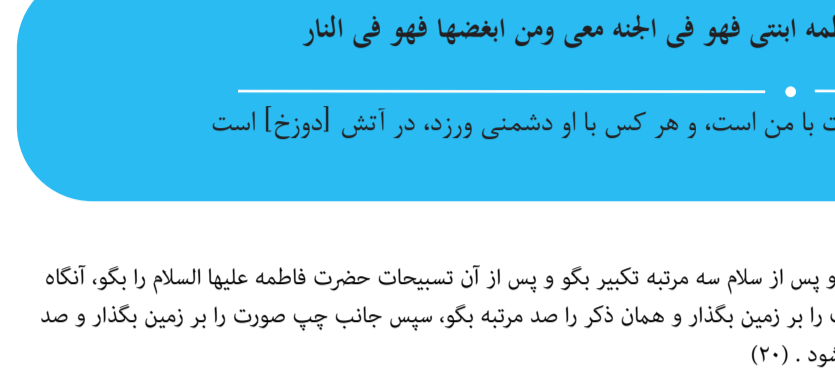 ابنتی فهو فی الجنه معی ومن ابغضها فهو فی النار
با من است، و هر کس با او دشمنی ورزد، در آتش [دوزخ] است
و پس از سلام سه مرتبه تکبیر بگو و پس از آن تسبیحات حضرت فاطمه علیها السلام را بگو، آنگاه
را بر زمین بگذار و همان ذکر را صد مرتبه بگو، سپس جانب چپ صورت را بر زمین بگذار و صد
شود . (۲۰)